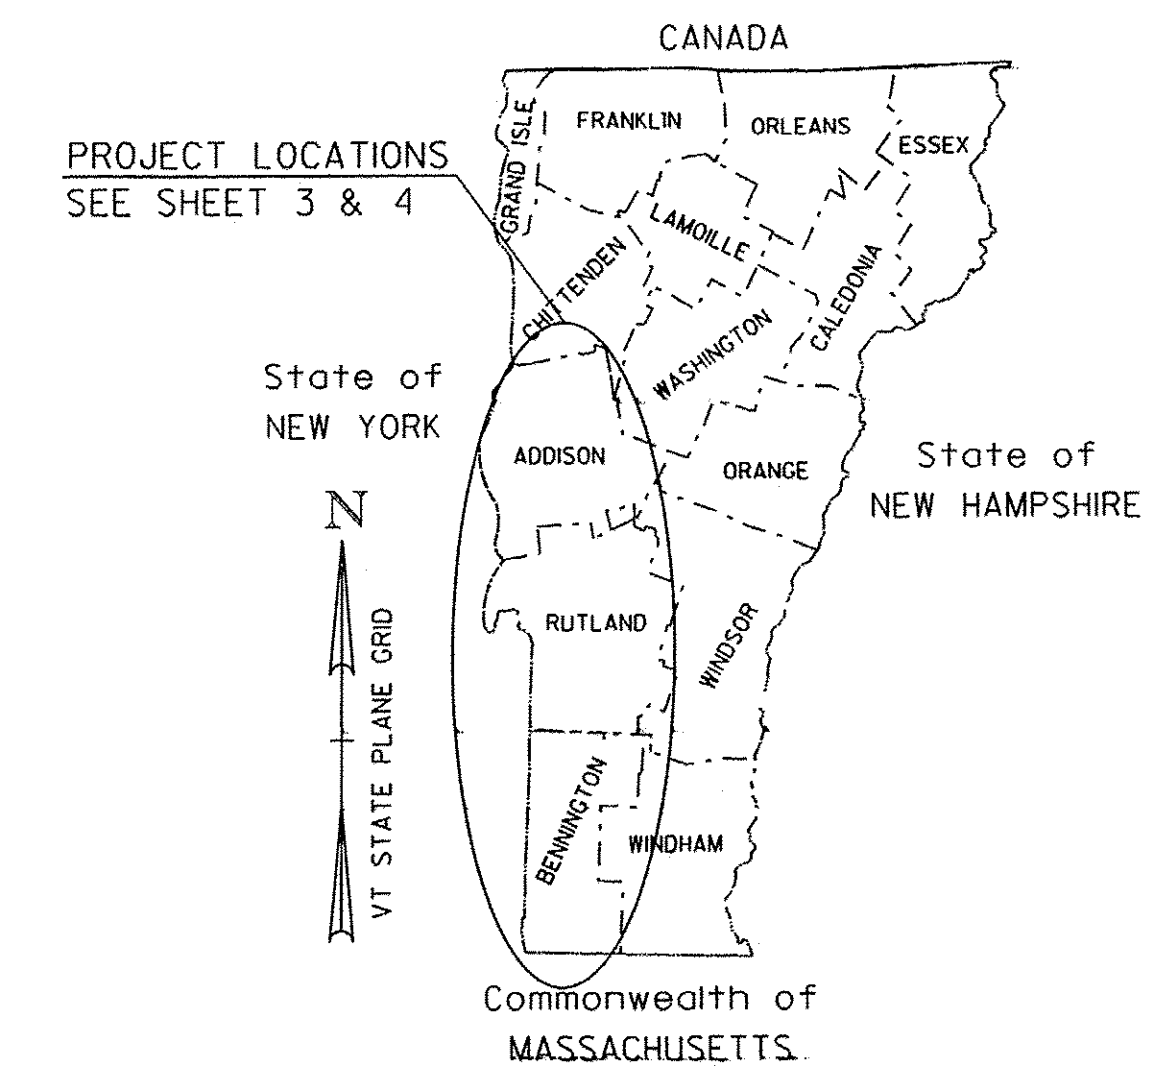 CANADA
PROJECT LOCATIONS
SEE SHEET 3 & 4
GRAND ISLE
FRANKLIN
ORLEANS
ESSEX
LAMOILLE
CHITTENDEN
CALEDONIA
WASHINGTON
State of
NEW YORK
ADDISON
ORANGE
State of
NEW HAMPSHIRE
N
VT STATE PLANE GRID
RUTLAND
WINDSOR
BENNINGTON
WINDHAM
Commonwealth of
MASSACHUSETTS